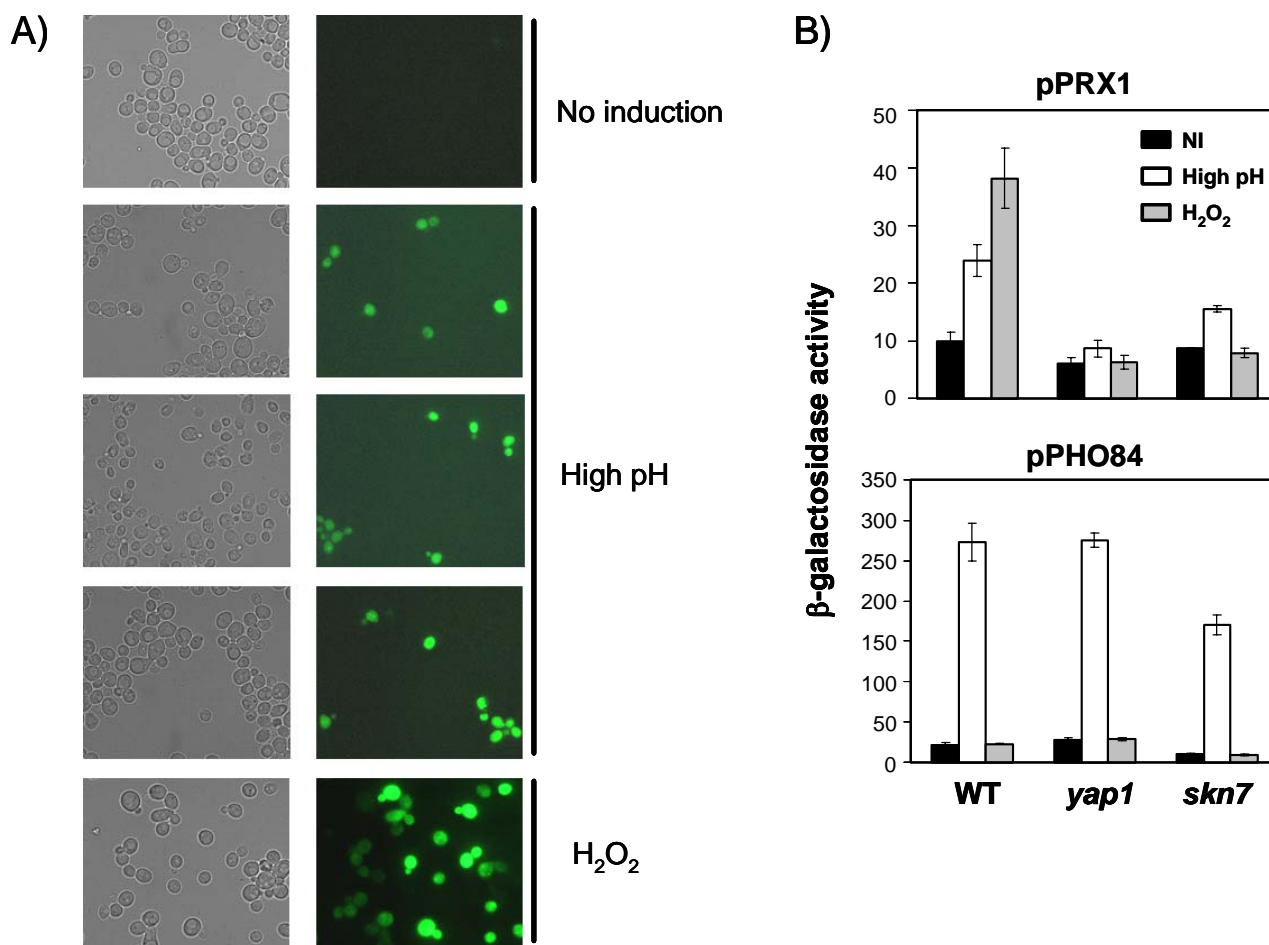 A)
No induction
High pH
H₂O₂
B)
pPRX1
50
40
30
20
10
0
NI
High pH
H₂O₂
β-galactosidase activity
pPHO84
350
300
250
200
150
100
50
0
WT
yap1
skn7